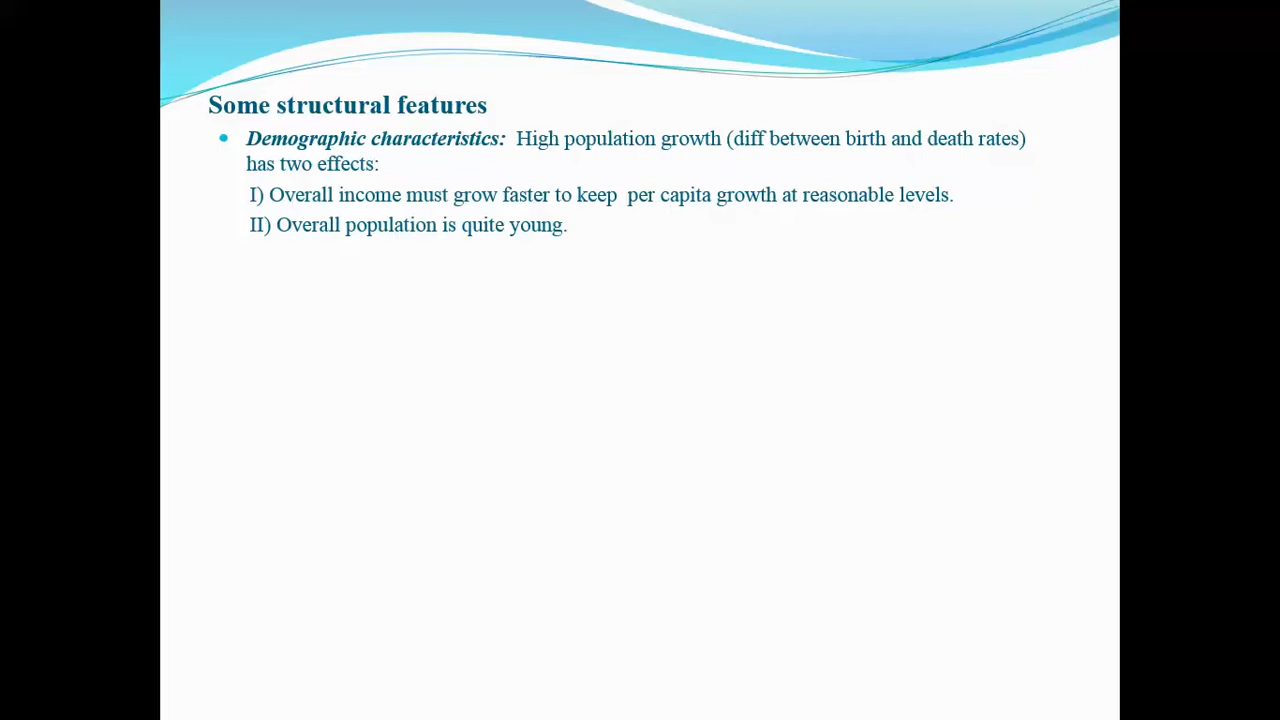 Some structural features
• Demographic characteristics: High population growth (diff between birth and death rates)
has two effects:
I) Overall income must grow faster to keep  per capita growth at reasonable levels.
II) Overall population is quite young.